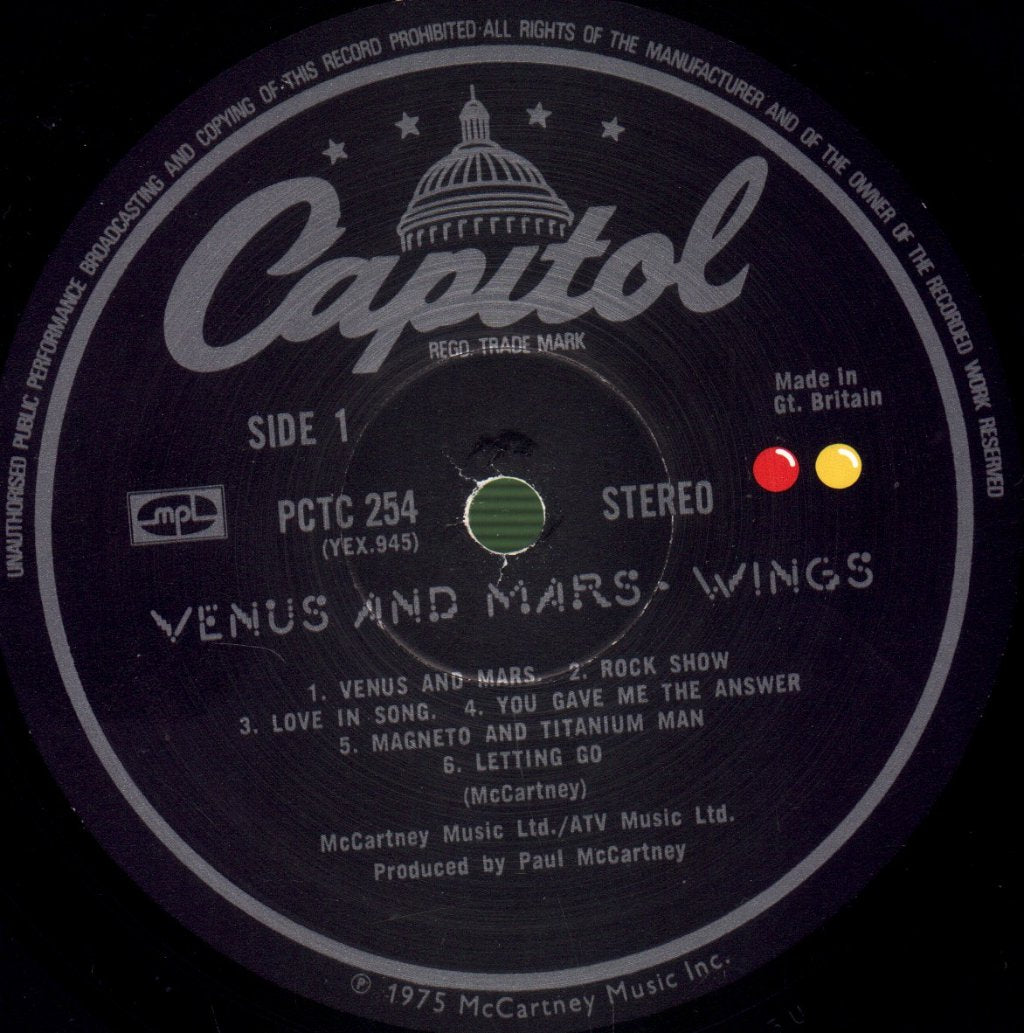 UNAUTHORISED PUBLIC PERFORMANCE BROADCASTING AND COPYING OF THIS RECORD PROHIBITED·ALL RIGHTS OF THE MANUFACTURER AND OF THE OWNER OF THE RECORDED WORK RESERVED
Capitol
REGD. TRADE MARK
Made in
Gt. Britain
SIDE 1
mpl
PCTC 254
STEREO
(YEX.945)
VENUS AND MARS· WINGS
1. VENUS AND MARS. 2. ROCK SHOW
3. LOVE IN SONG. 4. YOU GAVE ME THE ANSWER
5. MAGNETO AND TITANIUM MAN
6. LETTING GO
(McCartney)
McCartney Music Ltd./ATV Music Ltd.
Produced by Paul McCartney
℗ 1975 McCartney Music Inc.